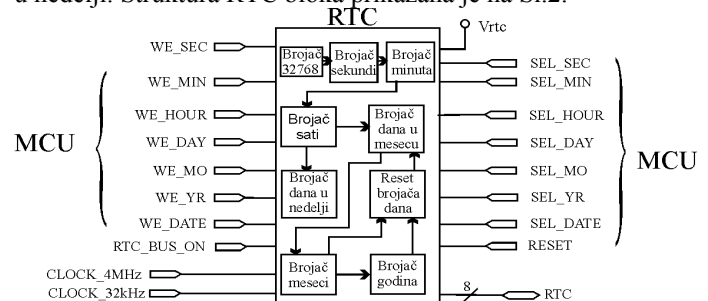 u nedelji. Struktura RTC bloka prikazana je na Sl.2.
RTC
Vrtc
WE_SEC
WE_MIN
WE_HOUR
WE_DAY
WE_MO
WE_YR
WE_DATE
RTC_BUS_ON
CLOCK_4MHz
CLOCK_32kHz
MCU
Brojač
32768
Brojač
sekundi
Brojač
minuta
Brojač
sati
Brojač
dana u
mesecu
Brojač
dana u
nedelji
Reset
brojača
dana
Brojač
meseci
Brojač
godina
SEL_SEC
SEL_MIN
SEL_HOUR
SEL_DAY
SEL_MO
SEL_YR
SEL_DATE
RESET
8
RTC
MCU